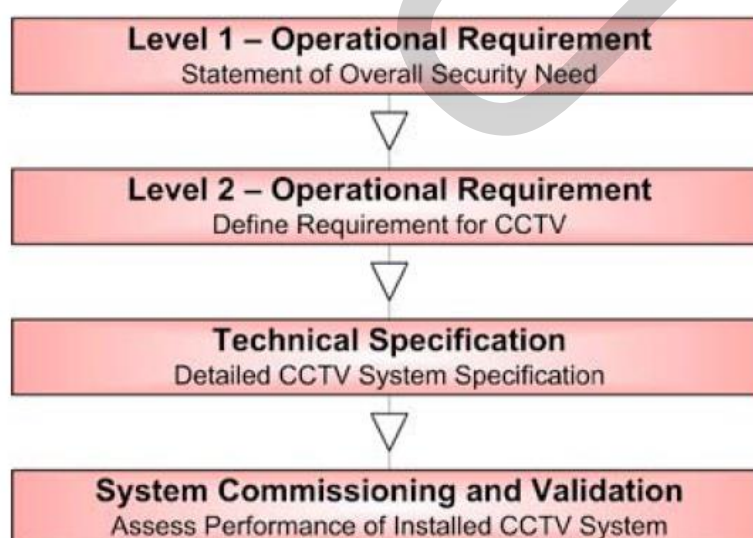 Level 1 – Operational Requirement
Statement of Overall Security Need
Level 2 – Operational Requirement
Define Requirement for CCTV
Technical Specification
Detailed CCTV System Specification
System Commissioning and Validation
Assess Performance of Installed CCTV System